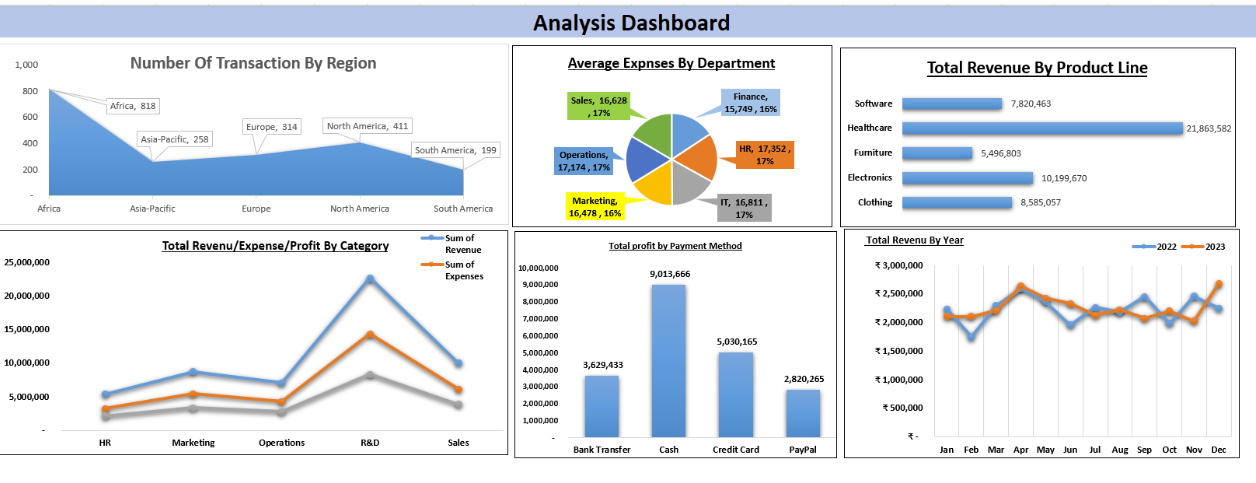 Analysis Dashboard
Number Of Transaction By Region
1,000
800
600
400
200
-
Africa, 818
Asia-Pacific, 258
Europe, 314
North America, 411
South America, 199
Africa
Asia-Pacific
Europe
North America
South America
Average Expnses By Department
Sales, 16,628
, 17%
Finance,
15,749 , 16%
Operations,
17,174 , 17%
HR, 17,352 ,
17%
Marketing,
16,478 , 16%
IT, 16,811 ,
17%
Total Revenue By Product Line
Software
7,820,463
Healthcare
21,863,582
Furniture
5,496,803
Electronics
10,199,670
Clothing
8,585,057
Total Revenu/Expense/Profit By Category
Sum of
Revenue
Sum of
Expenses
25,000,000
20,000,000
15,000,000
10,000,000
5,000,000
-
HR
Marketing
Operations
R&D
Sales
Total profit by Payment Method
10,000,000
9,000,000
8,000,000
7,000,000
6,000,000
5,000,000
4,000,000
3,000,000
2,000,000
1,000,000
-
3,629,433
9,013,666
5,030,165
2,820,265
Bank Transfer
Cash
Credit Card
PayPal
Total Revenu By Year
2022
2023
₹ 3,000,000
₹ 2,500,000
₹ 2,000,000
₹ 1,500,000
₹ 1,000,000
₹ 500,000
₹ -
Jan Feb Mar Apr May Jun Jul Aug Sep Oct Nov Dec